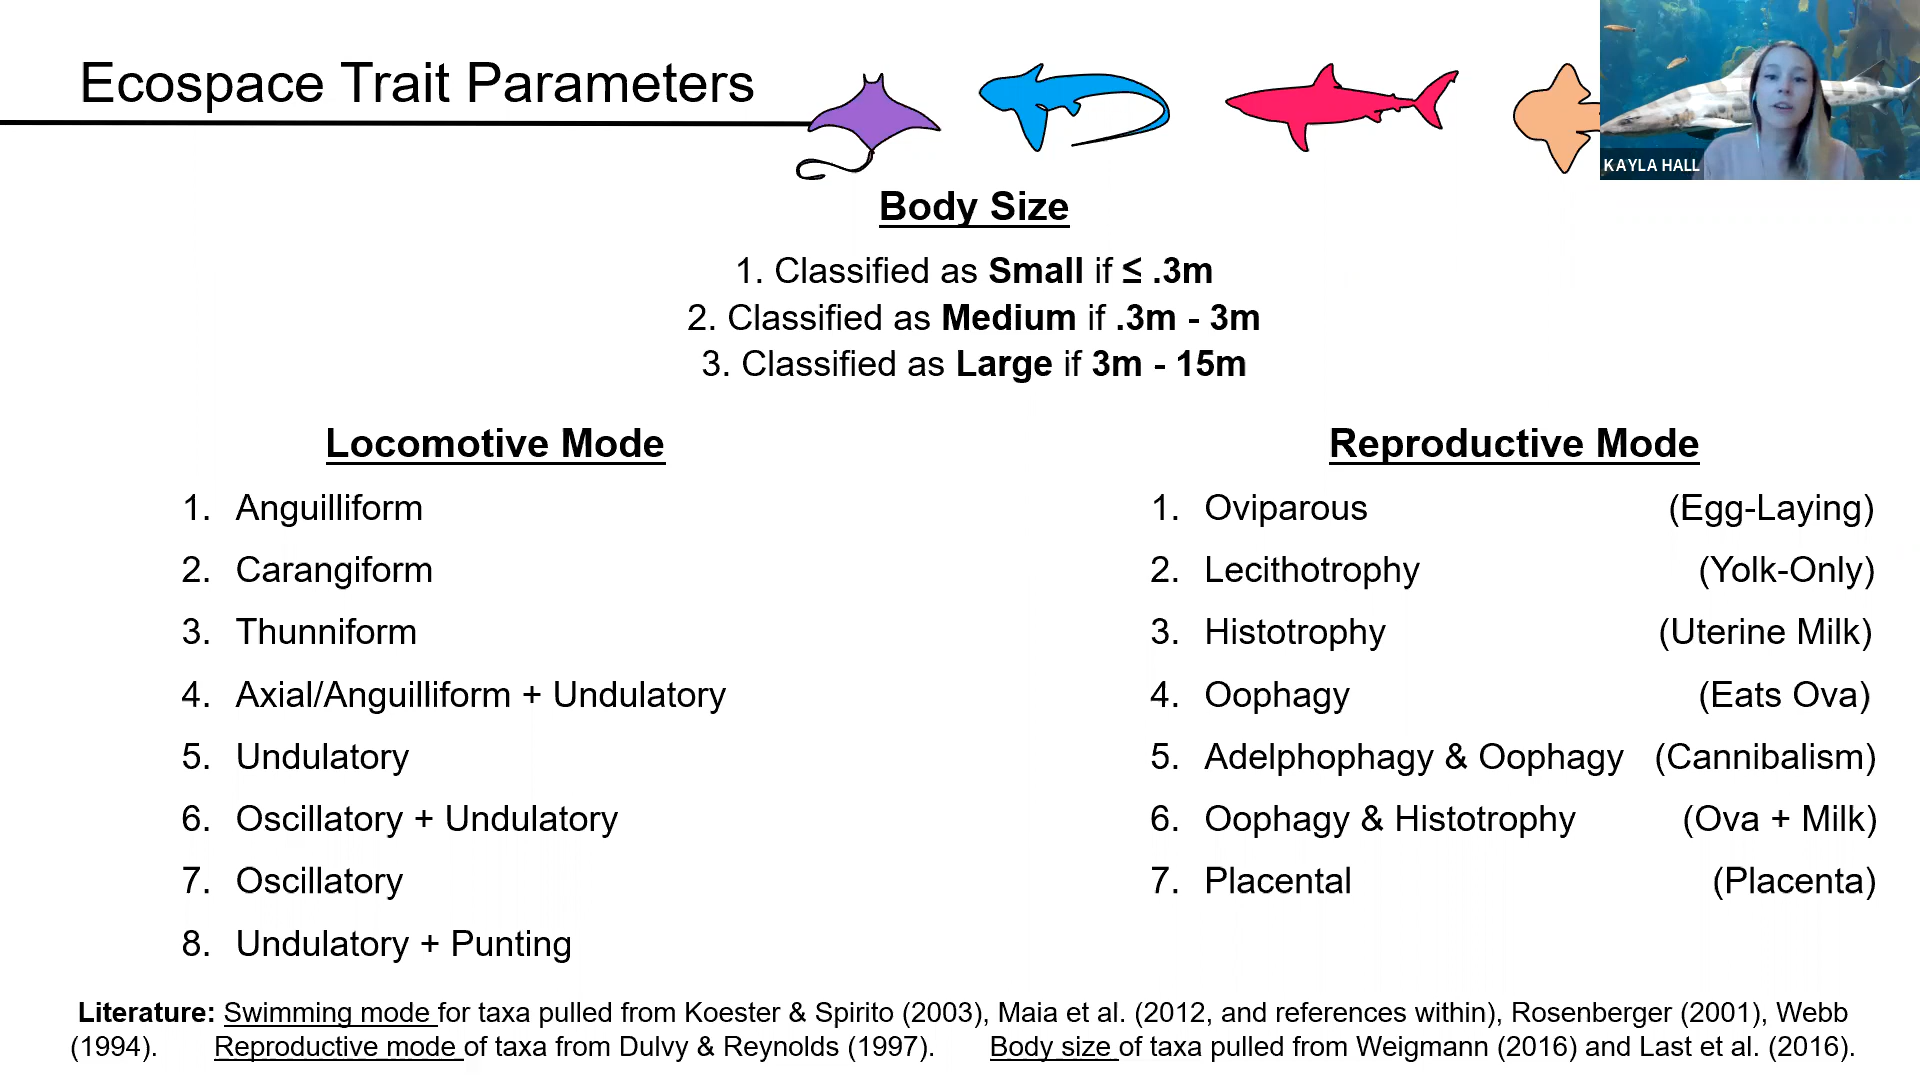 Ecospace Trait Parameters
KAYLA HALL
Body Size
1. Classified as Small if ≤ .3m
2. Classified as Medium if .3m - 3m
3. Classified as Large if 3m - 15m
Locomotive Mode
1. Anguilliform
2. Carangiform
3. Thunniform
4. Axial/Anguilliform + Undulatory
5. Undulatory
6. Oscillatory + Undulatory
7. Oscillatory
8. Undulatory + Punting
Reproductive Mode
1. Oviparous (Egg-Laying)
2. Lecithotrophy (Yolk-Only)
3. Histotrophy (Uterine Milk)
4. Oophagy (Eats Ova)
5. Adelphophagy & Oophagy (Cannibalism)
6. Oophagy & Histotrophy (Ova + Milk)
7. Placental (Placenta)
Literature: Swimming mode for taxa pulled from Koester & Spirito (2003), Maia et al. (2012, and references within), Rosenberger (2001), Webb
(1994). Reproductive mode of taxa from Dulvy & Reynolds (1997). Body size of taxa pulled from Weigmann (2016) and Last et al. (2016).